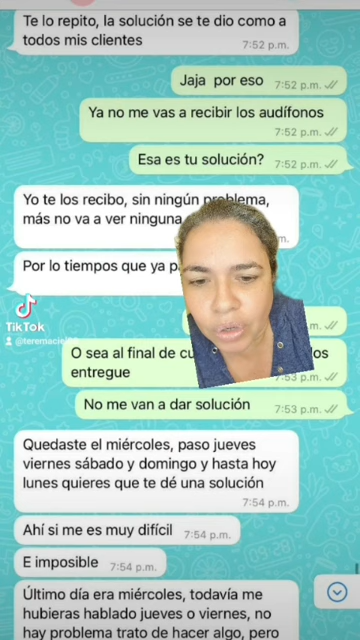 Te lo repito, la solución se te dio como a
todos mis clientes
7:52 p.m.
Jaja por eso
7:52 p.m.
Ya no me vas a recibir los audífonos
7:52 p.m.
Esa es tu solución?
7:52 p.m.
Yo te los recibo, sin ningún problema,
más no va a ver ninguna
m.
Por lo tiempos que ya p
TikTok
.m.
O sea al final de cu los
entregue
7:53 p.m.
No me van a dar solución
7:53 p.m.
Quedaste el miércoles, paso jueves
viernes sábado y domingo y hasta hoy
lunes quieres que te dé una solución
7:54 p.m.
Ahí si me es muy difícil
7:54 p.m.
E imposible
7:54 p.m.
Último día era miércoles, todavía me
hubieras hablado jueves o viernes, no
hay problema trato de hacer algo, pero